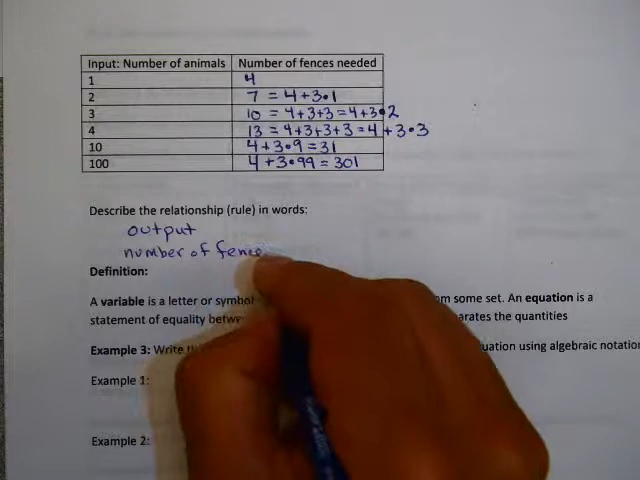 Input: Number of animals Number of fences needed
1 4
2 7 = 4+3•1
3 10 = 4+3+3 = 4+3•2
4 13 = 4+3+3+3 = 4+3•3
10 4+3•9 = 31
100 4+3•99 = 301
Describe the relationship (rule) in words:
output
number of fence
Definition:
A variable is a letter or symbol from some set. An equation is a
statement of equality separates the quantities
Example 3: Write equation using algebraic notation
Example 1:
Example 2: